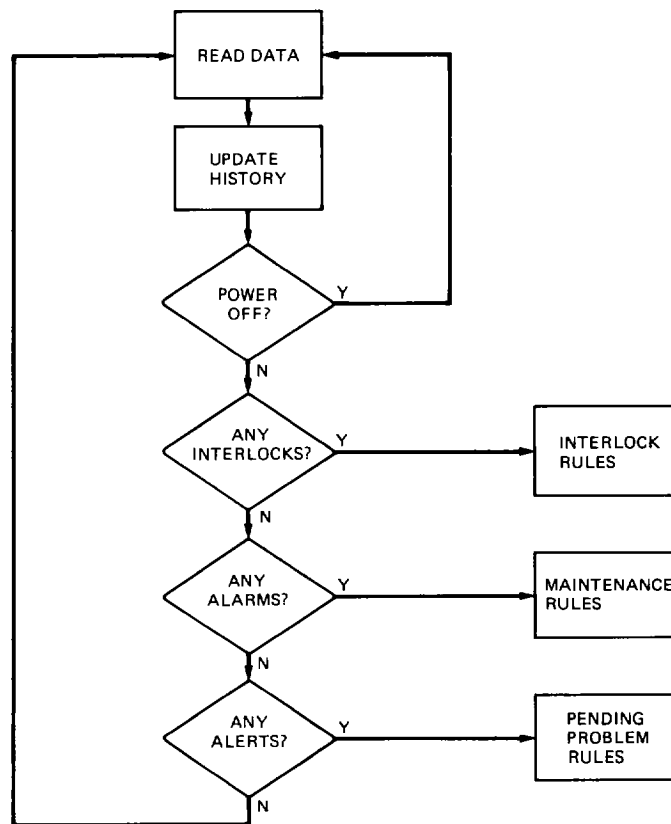 READ DATA
UPDATE
HISTORY
POWER
OFF?
Y
N
ANY
INTERLOCKS?
Y
INTERLOCK
RULES
N
ANY
ALARMS?
Y
MAINTENANCE
RULES
N
ANY
ALERTS?
Y
PENDING
PROBLEM
RULES
N